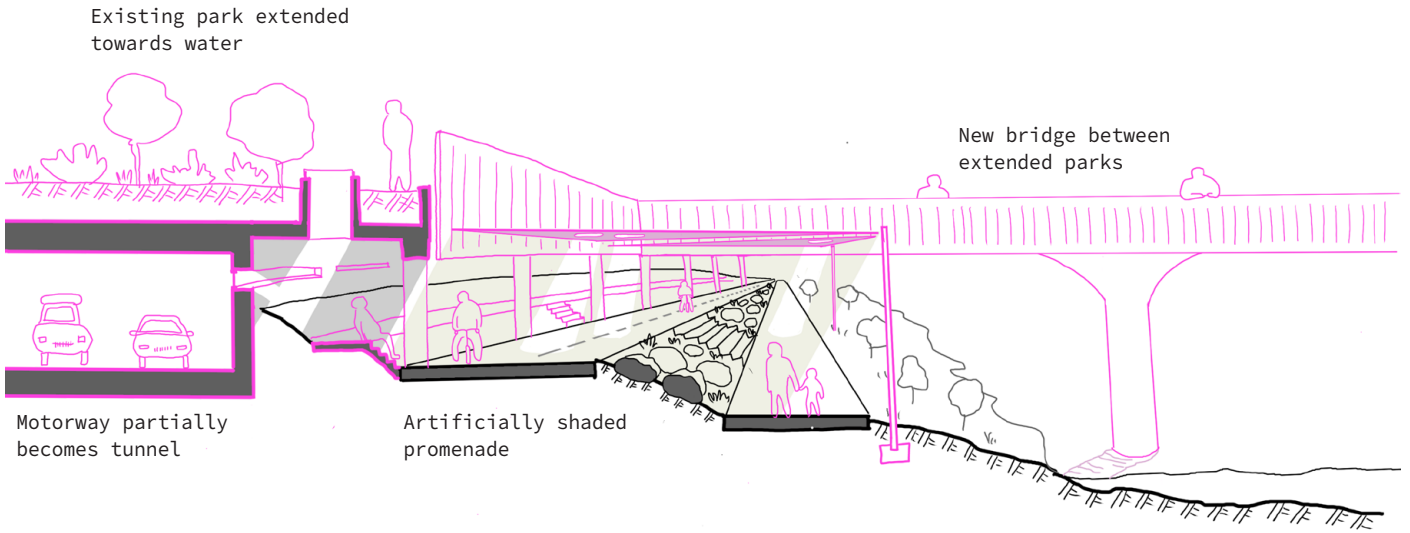 Existing park extended
towards water
New bridge between
extended parks
Motorway partially
becomes tunnel
Artificially shaded
promenade